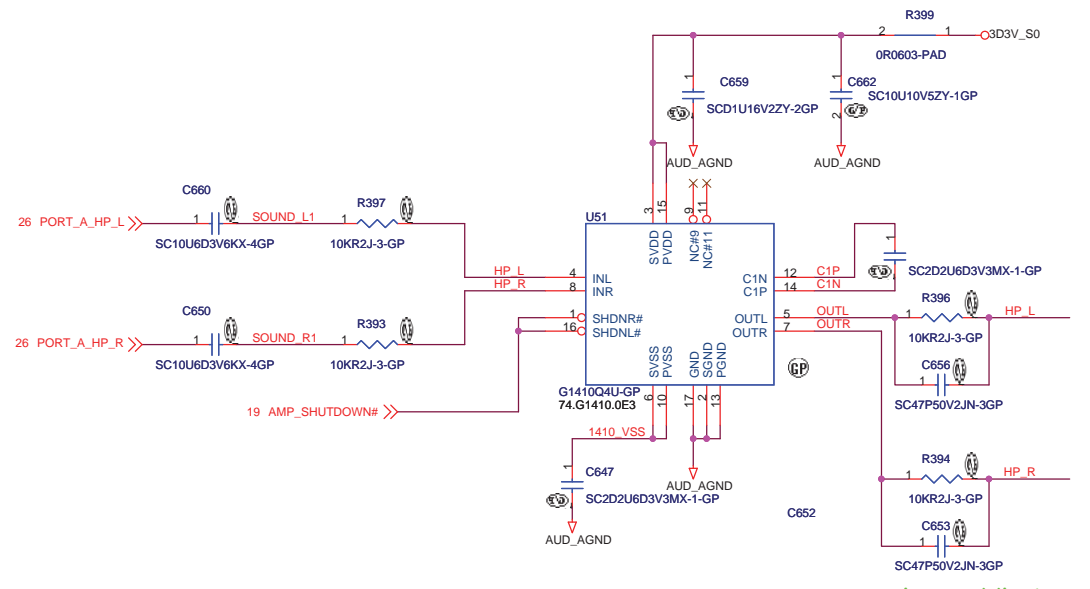 R399
2
1
3D3V_S0
0R0603-PAD
1
C659
SCD1U16V2ZY-2GP
1
C662
SC10U10V5ZY-1GP
2
AUD_AGND
AUD_AGND
C660
26 PORT_A_HP_L
1
SOUND_L1
SC10U6D3V6KX-4GP
R397
1
10KR2J-3-GP
3
15
9
11
U51
SVDD
PVDD
NC#9
NC#11
HP_L
4
INL
HP_R
8
INR
C1N
12
C1P
C1P
14
C1N
1
SC2D2U6D3V3MX-1-GP
C650
26 PORT_A_HP_R
1
SOUND_R1
SC10U6D3V6KX-4GP
R393
1
10KR2J-3-GP
1
SHDNR#
16
SHDNL#
OUTL
5
OUTL
OUTR
7
OUTR
R396
1
HP_L
10KR2J-3-GP
C656
1
SC47P50V2JN-3GP
SVSS
PVSS
GND
SGND
PGND
GP
G1410Q4U-GP
74.G1410.0E3
6
10
17
2
13
19 AMP_SHUTDOWN#
1410_VSS
1
C647
SC2D2U6D3V3MX-1-GP
AUD_AGND
AUD_AGND
C652
R394
1
HP_R
10KR2J-3-GP
C653
1
SC47P50V2JN-3GP